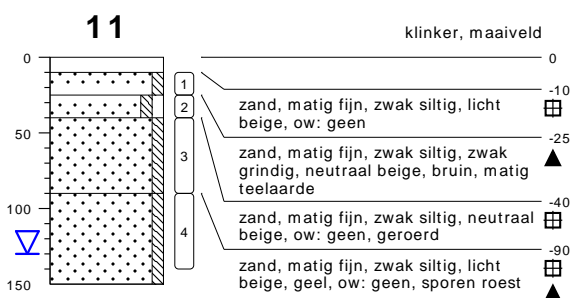 11
klinker, maaiveld
0
0
-10
1
zand, matig fijn, zwak siltig, licht
beige, ow: geen
2
-25
50
zand, matig fijn, zwak siltig, zwak
grindig, neutraal beige, bruin, matig
teelaarde
3
-40
100
zand, matig fijn, zwak siltig, neutraal
beige, ow: geen, geroerd
4
-90
zand, matig fijn, zwak siltig, licht
beige, geel, ow: geen, sporen roest
150